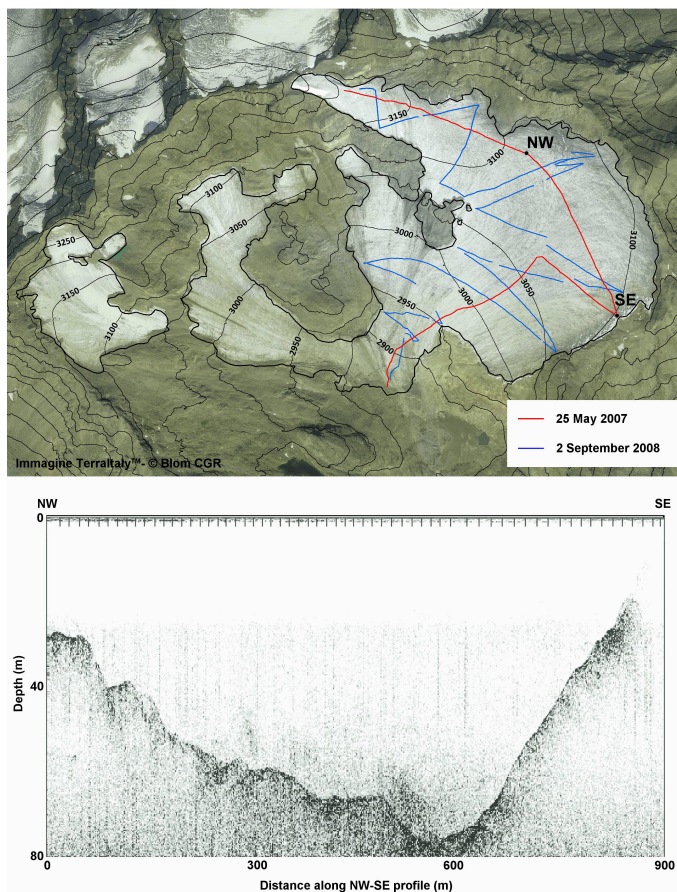 3150
NW
3100
3100
3050
3250
3000
3100
3150
3050
3000
2950
3000
SE
3100
2950
2900
25 May 2007
2 September 2008
Immagine TerraItaly™- © Blom CGR
NW
SE
0
40
80
Depth (m)
0
300
600
900
Distance along NW-SE profile (m)